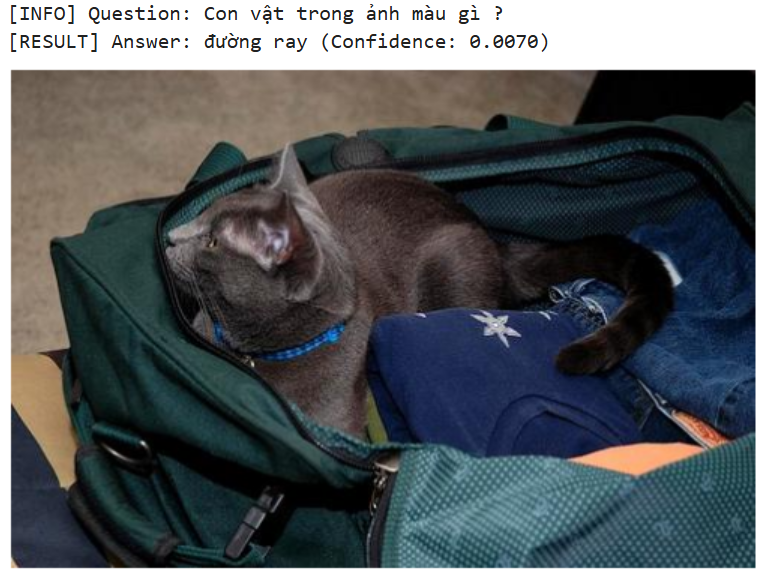 [INFO] Question: Con vật trong ảnh màu gì ?
[RESULT] Answer: đường ray (Confidence: 0.0070)